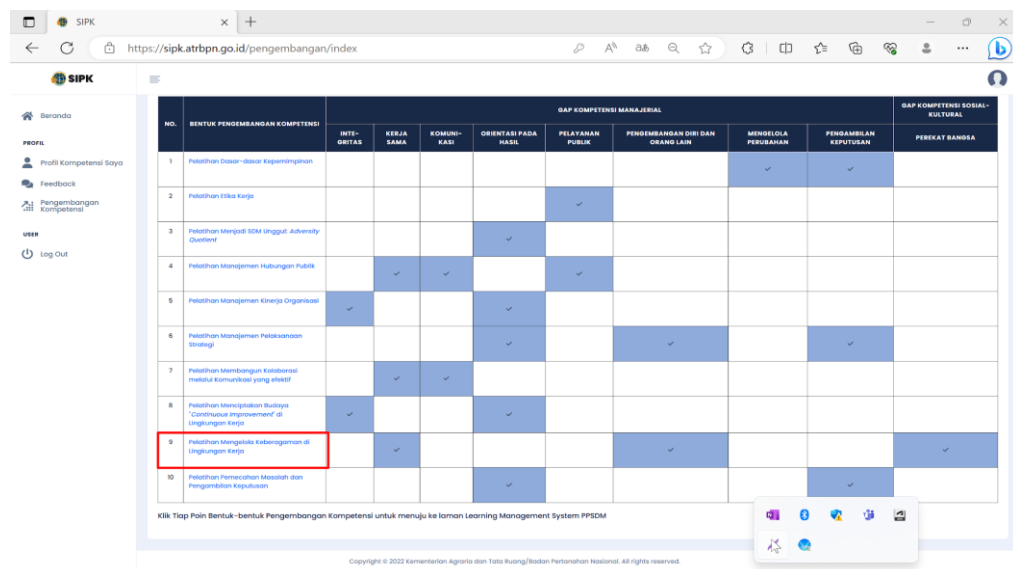 SIPK
https://sipk.atrbpn.go.id/pengembangan/index
SIPK
Beranda
PROFIL
Profil Kompetensi Saya
Feedback
Pengembangan
Kompetensi
USER
Log Out
NO.
BENTUK PENGEMBANGAN KOMPETENSI
GAP KOMPETENSI MANAJERIAL
GAP KOMPETENSI SOSIAL-
KULTURAL
INTE-
GRITAS
KERJA
SAMA
KOMUNI-
KASI
ORIENTASI PADA
HASIL
PELAYANAN
PUBLIK
PENGEMBANGAN DIRI DAN
ORANG LAIN
MENGELOLA
PERUBAHAN
PENGAMBILAN
KEPUTUSAN
PEREKAT BANGSA
1 Pelatihan Dasar-dasar Kepemimpinan
2 Pelatihan Etika Kerja
3 Pelatihan Menjadi SDM Unggul: Adversity
Quotient
4 Pelatihan Manajemen Hubungan Publik
5 Pelatihan Manajemen Kinerja Organisasi
6 Pelatihan Manajemen Pelaksanaan
Strategi
7 Pelatihan Membangun Kolaborasi
melalui Komunikasi yang efektif
8 Pelatihan Menciptakan Budaya
"Continuous Improvement" di
Lingkungan Kerja
9 Pelatihan Mengelola Keberagaman di
Lingkungan Kerja
10 Pelatihan Pemecahan Masalah dan
Pengambilan Keputusan
Klik Tiap Poin Bentuk-bentuk Pengembangan Kompetensi untuk menuju ke laman Learning Management System PPSDM
Copyright © 2022 Kementerian Agraria dan Tata Ruang/Badan Pertanahan Nasional. All rights reserved.